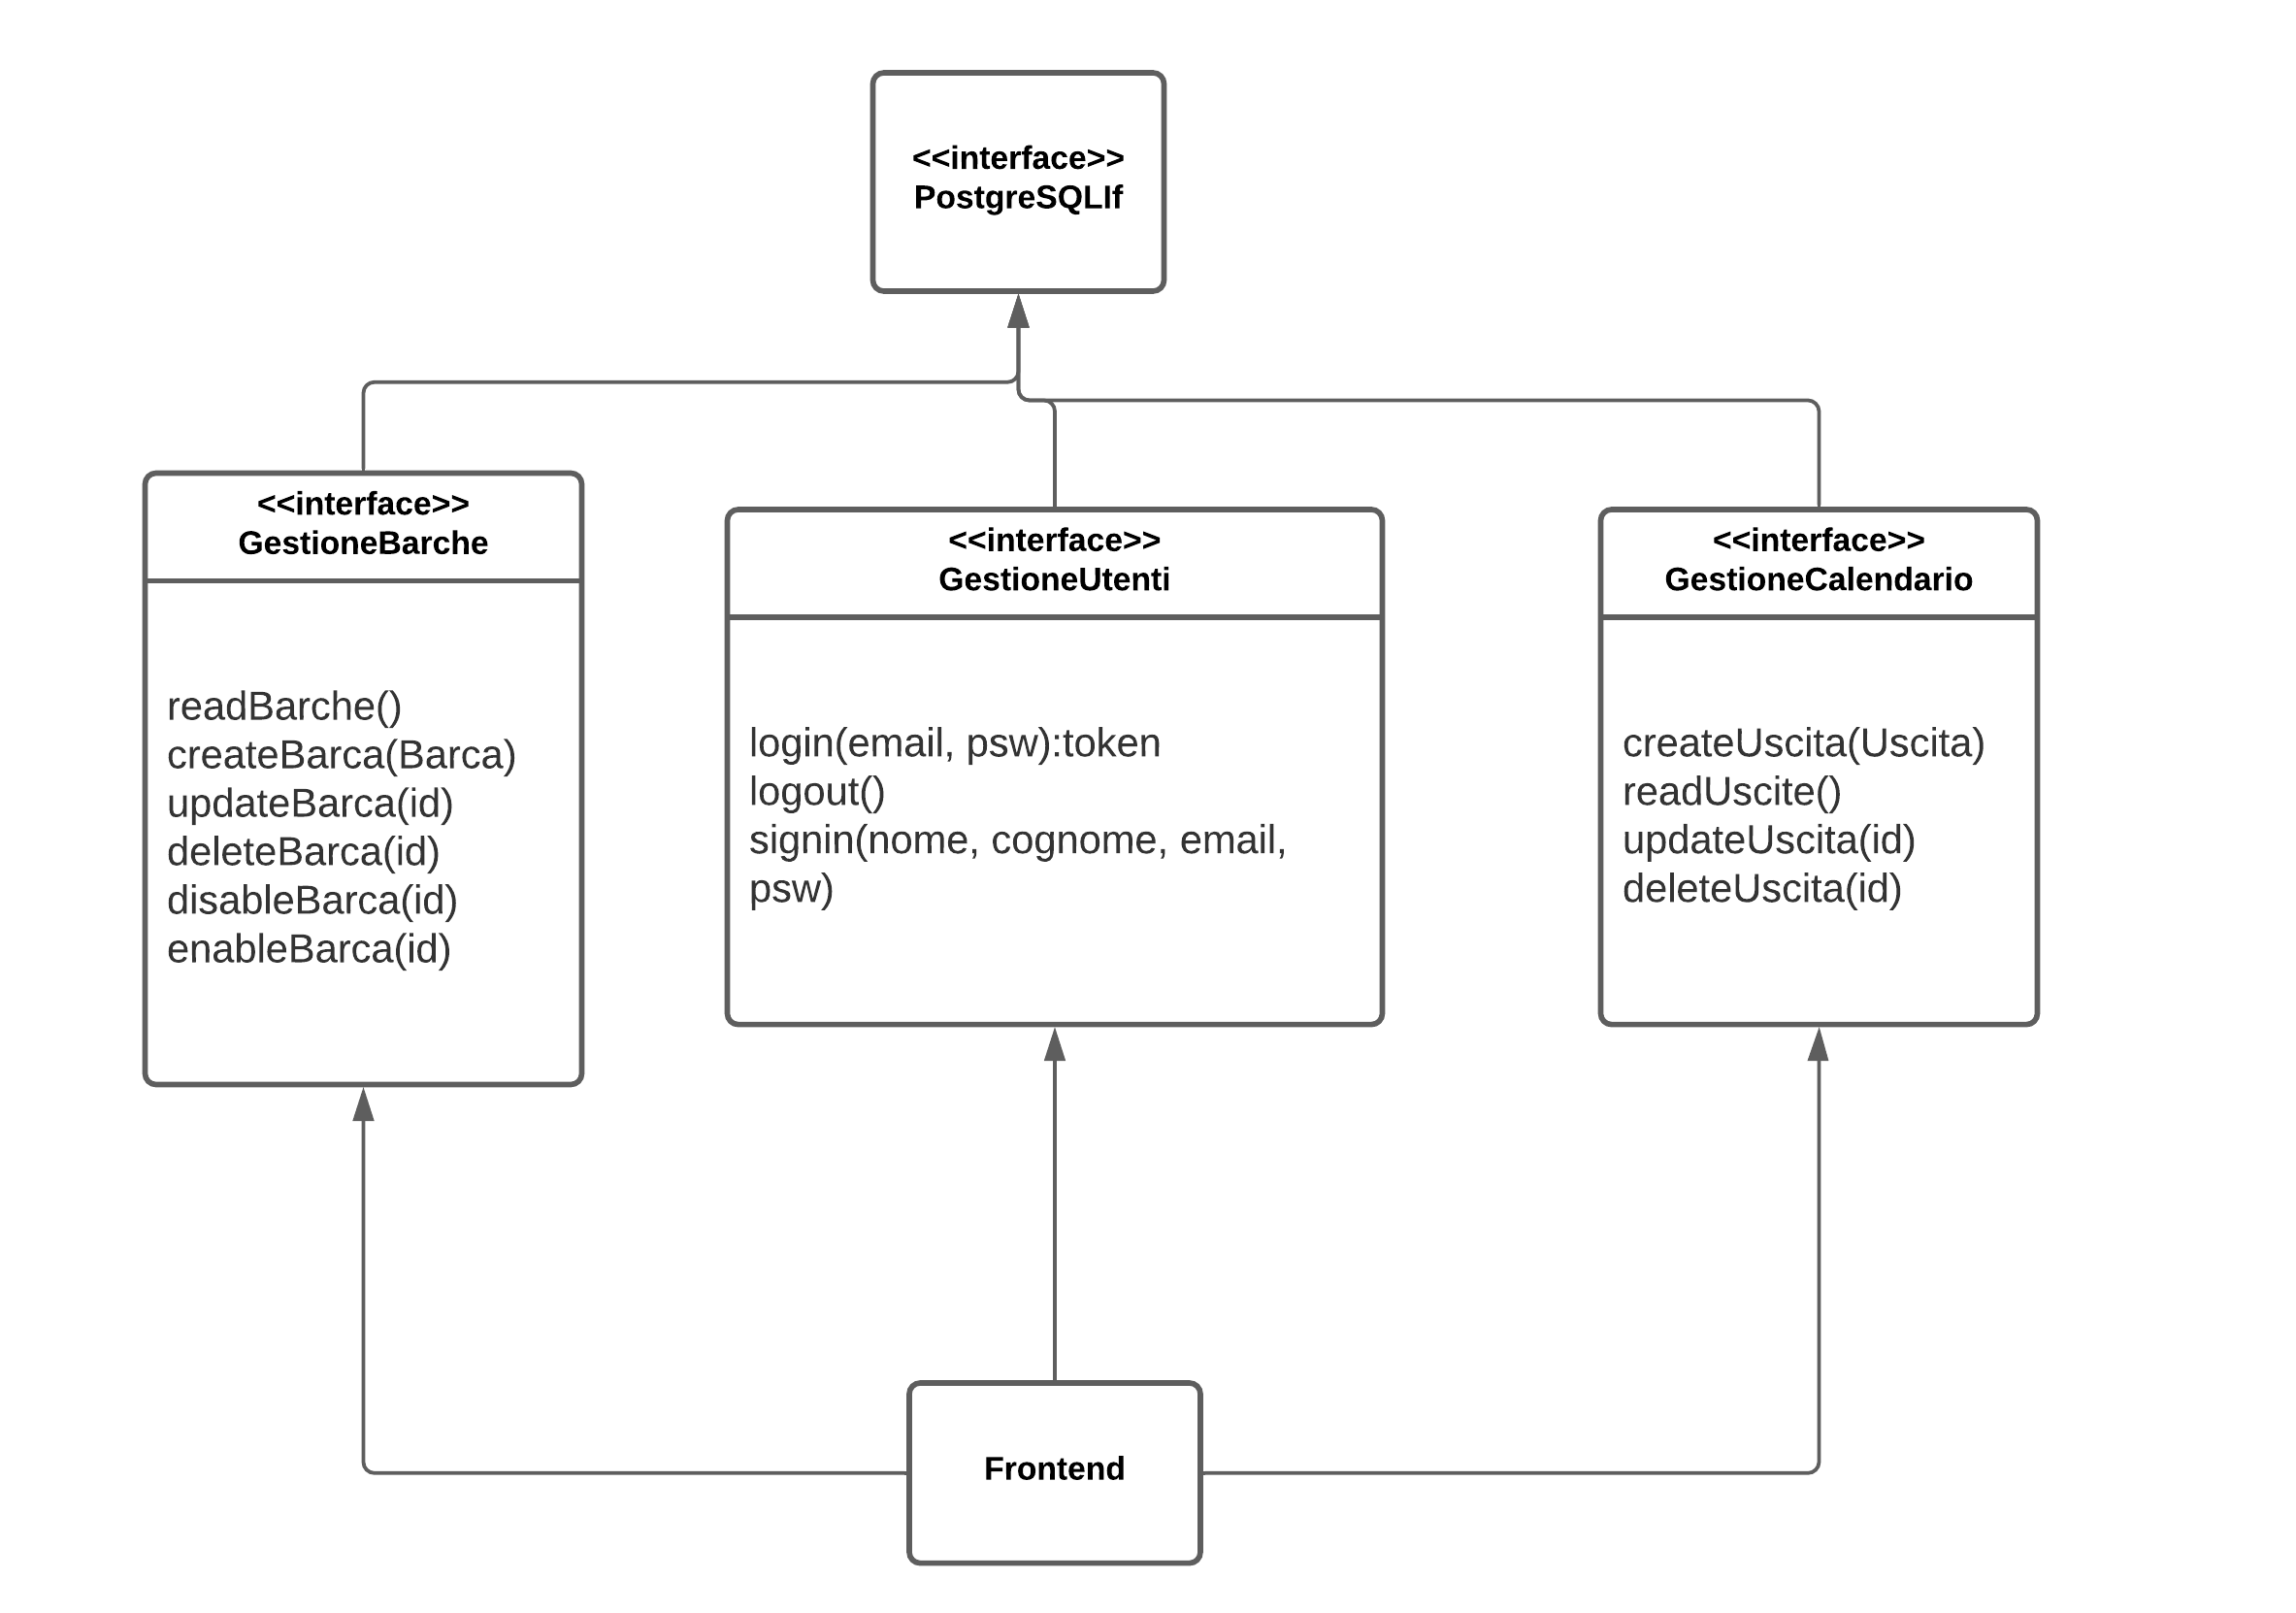 <<interface>>
PostgreSQLIf
<<interface>>
GestioneBarche
readBarche()
createBarca(Barca)
updateBarca(id)
deleteBarca(id)
disableBarca(id)
enableBarca(id)
<<interface>>
GestioneUtenti
login(email, psw):token
logout()
signin(nome, cognome, email,
psw)
<<interface>>
GestioneCalendario
createUscita(Uscita)
readUscite()
updateUscita(id)
deleteUscita(id)
Frontend